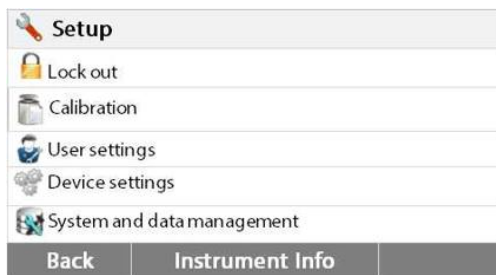 Setup
Lock out
Calibration
User settings
Device settings
System and data management
Back Instrument Info